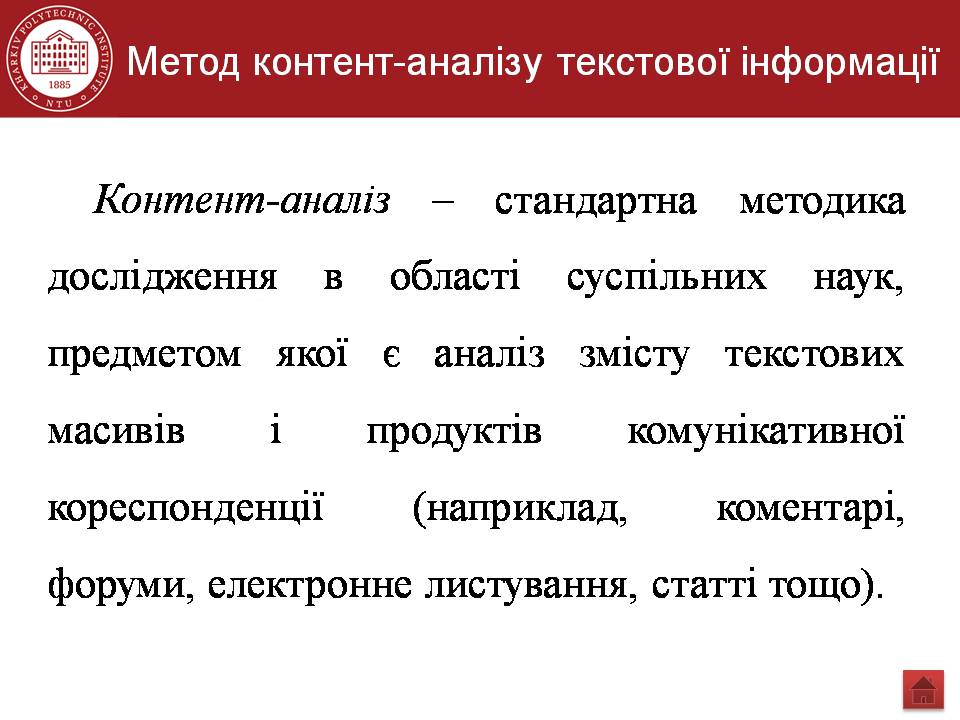 KHARKIV POLYTECHNIC INSTITUTE
1885
NTU
Метод контент-аналізу текстової інформації
Контент-аналіз – стандартна методика
дослідження в області суспільних наук,
предметом якої є аналіз змісту текстових
масивів і продуктів комунікативної
кореспонденції (наприклад, коментарі,
форуми, електронне листування, статті тощо).